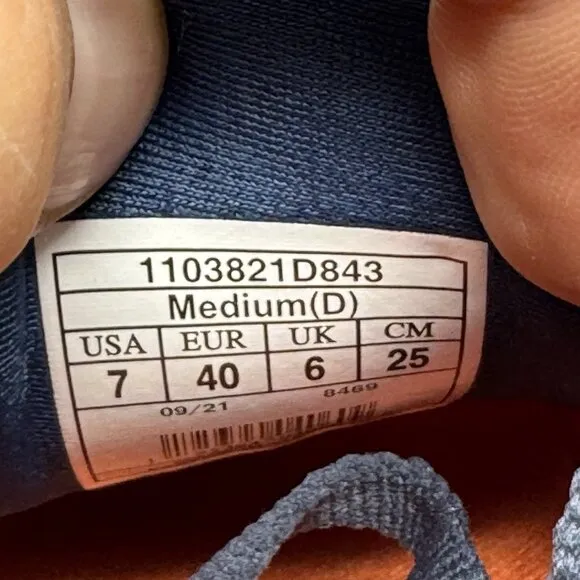 1103821D843
Medium(D)
USA EUR UK CM
7 40 6 25
09/21 8469